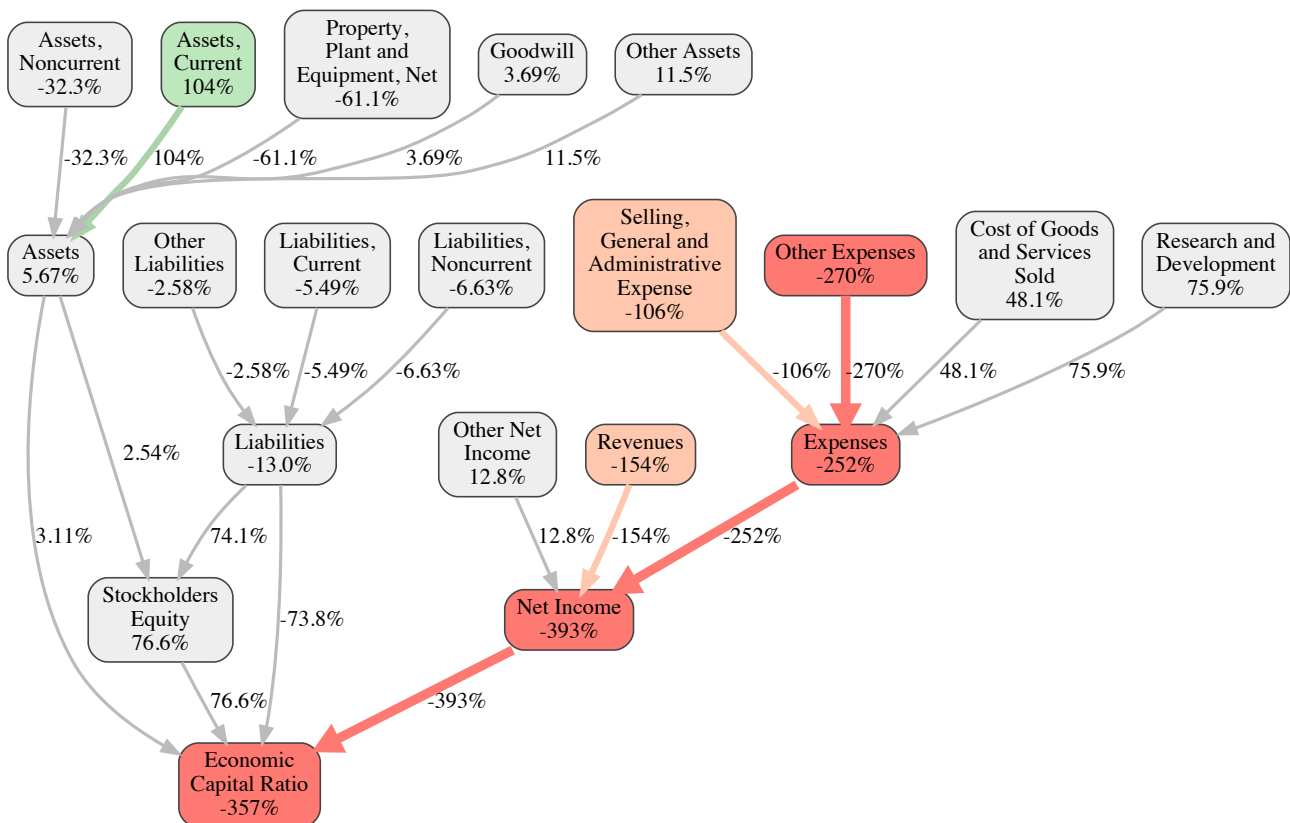 Assets,
Noncurrent
-32.3%
Assets,
Current
104%
Property,
Plant and
Equipment, Net
-61.1%
Goodwill
3.69%
Other Assets
11.5%
-32.3%
104%
-61.1%
3.69%
11.5%
Assets
5.67%
Other
Liabilities
-2.58%
Liabilities,
Current
-5.49%
Liabilities,
Noncurrent
-6.63%
Selling,
General and
Administrative
Expense
-106%
Other Expenses
-270%
Cost of Goods
and Services
Sold
48.1%
Research and
Development
75.9%
-2.58%
-5.49%
-6.63%
-106%
-270%
48.1%
75.9%
2.54%
Liabilities
-13.0%
Other Net
Income
12.8%
Revenues
-154%
Expenses
-252%
3.11%
74.1%
-73.8%
12.8%
-154%
-252%
Stockholders
Equity
76.6%
Net Income
-393%
76.6%
-393%
Economic
Capital Ratio
-357%